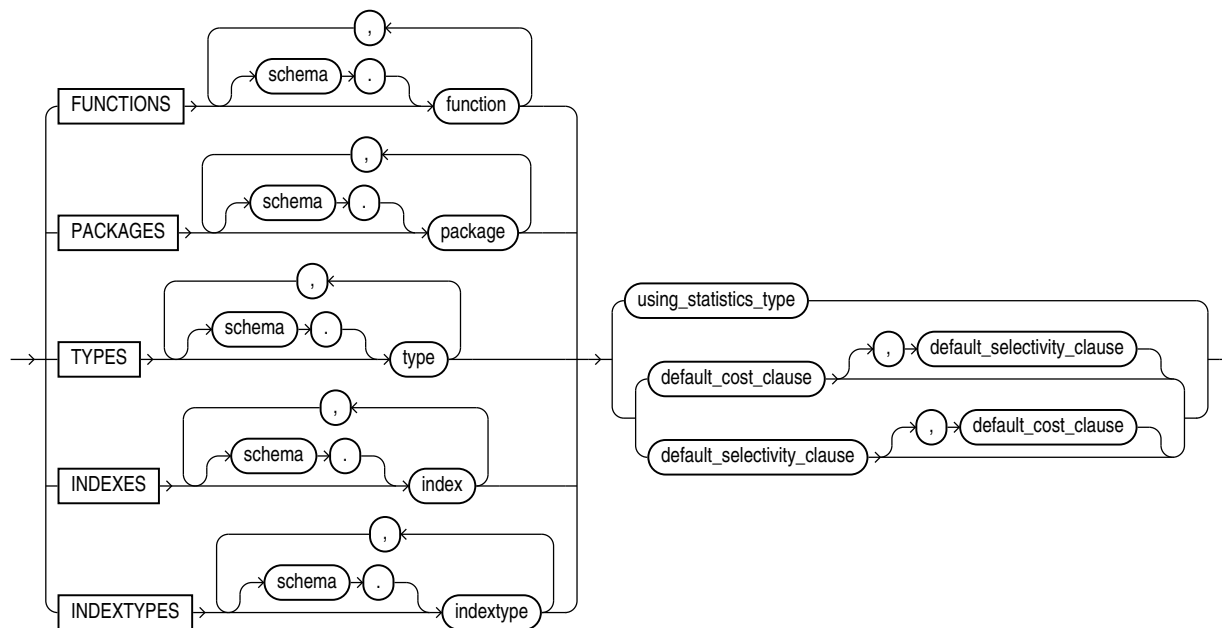 ,
schema .
FUNCTIONS function
,
schema .
PACKAGES package
,
schema .
TYPES type
,
schema .
INDEXES index
,
schema .
INDEXTYPES indextype
using_statistics_type
, default_selectivity_clause
default_cost_clause
, default_cost_clause
default_selectivity_clause